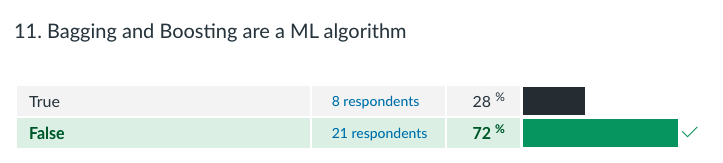 11. Bagging and Boosting are a ML algorithm
True 8 respondents 28 %
False 21 respondents 72 %